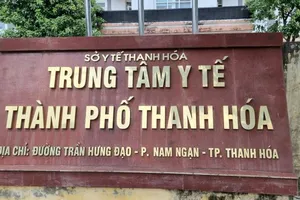 SỞ Y TẾ THANH HÓA
TRUNG TÂM Y TẾ
THÀNH PHỐ THANH HÓA
ĐỊA CHỈ: ĐƯỜNG TRẦN HƯNG ĐẠO - P. NAM NGẠN - TP. THANH HÓA